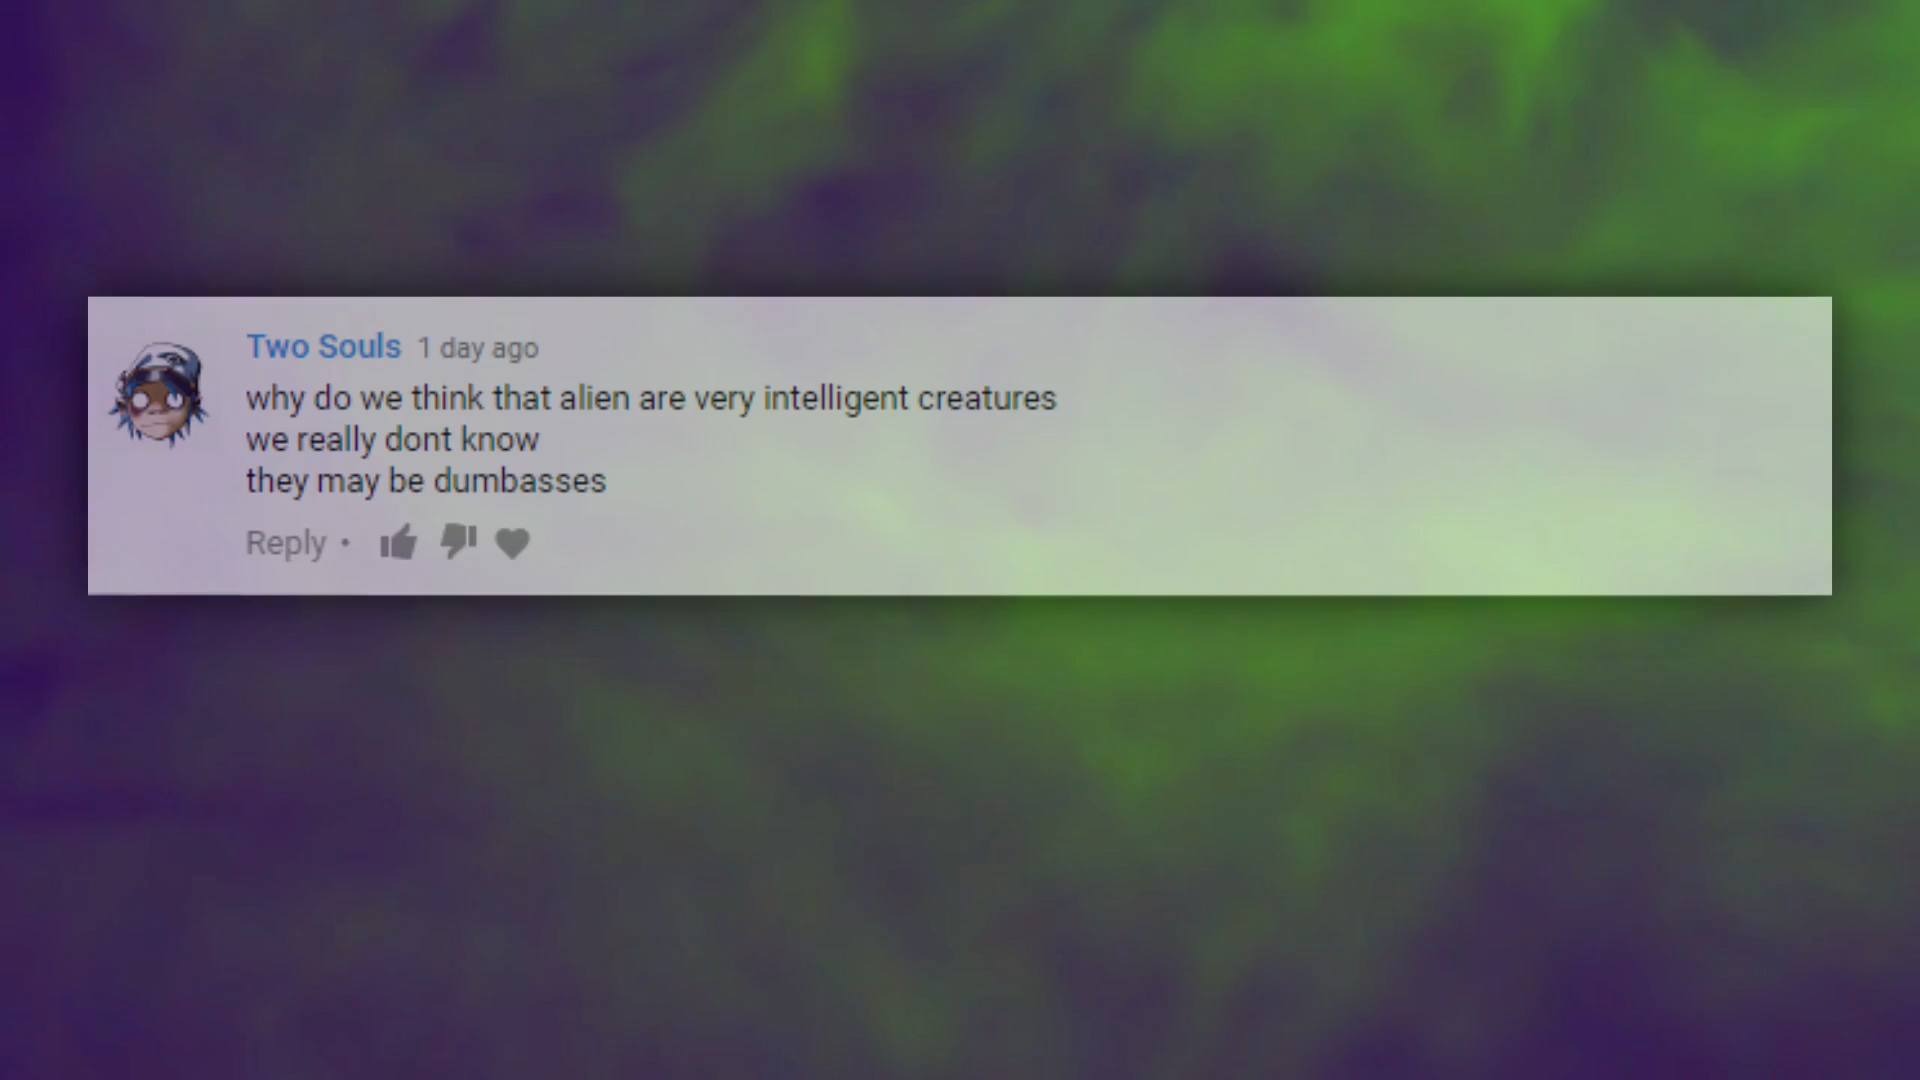 Two Souls 1 day ago
why do we think that alien are very intelligent creatures
we really dont know
they may be dumbasses
Reply •